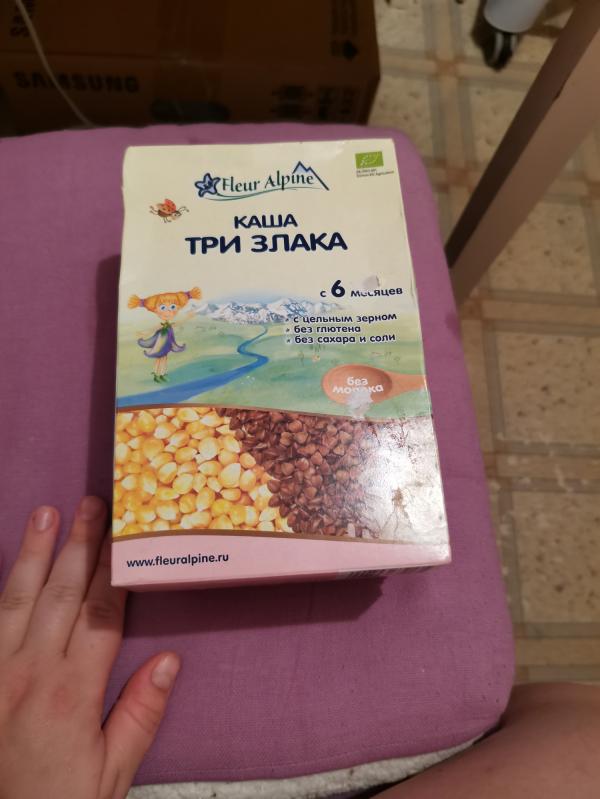 SAMSUNG
Fleur Alpine
КАША
ТРИ ЗЛАКА
с 6 месяцев
с цельным зерном
без глютена
без сахара и соли
без
молока
www.fleuralpine.ru